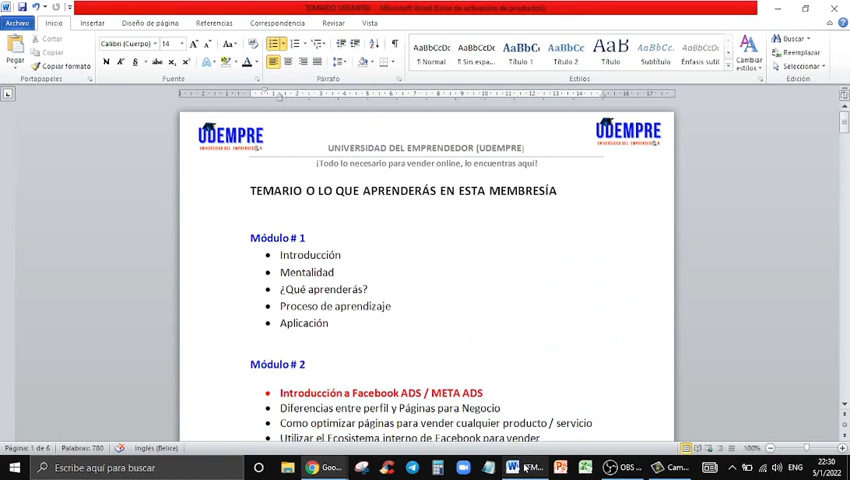 TEMARIO UDEMPRE - Microsoft Word (Error de activación de productos)
Archivo Inicio Insertar Diseño de página Referencias Correspondencia Revisar Vista
Pegar
Cortar
Copiar
Copiar formato
Portapapeles
Calibri (Cuerpo) 14
Fuente
Párrafo
AaBbCcDc AaBbCcDc AaBbCc AaBbCc AaB AaBbCc. AaBbCcDc
¶ Normal ¶ Sin espa... Título 1 Título 2 Título Subtítulo Énfasis sutil
Cambiar estilos
Estilos
Buscar
Reemplazar
Seleccionar
Edición
UDEMPRE
UNIVERSIDAD DEL EMPRENDEDOR
UNIVERSIDAD DEL EMPRENDEDOR (UDEMPRE)
¡Todo lo necesario para vender online, lo encuentras aquí!
UDEMPRE
UNIVERSIDAD DEL EMPRENDEDOR
TEMARIO O LO QUE APRENDERÁS EN ESTA MEMBRESÍA
Módulo # 1
• Introducción
• Mentalidad
• ¿Qué aprenderás?
• Proceso de aprendizaje
• Aplicación
Módulo # 2
• Introducción a Facebook ADS / META ADS
• Diferencias entre perfil y Páginas para Negocio
• Como optimizar páginas para vender cualquier producto / servicio
• Utilizar el Ecosistema interno de Facebook para vender
Página: 1 de 6 Palabras: 780 Inglés (Belice) 100%
Escribe aquí para buscar
Goo...
OBS ...
Cam...
ENG
22:30
5/1/2022